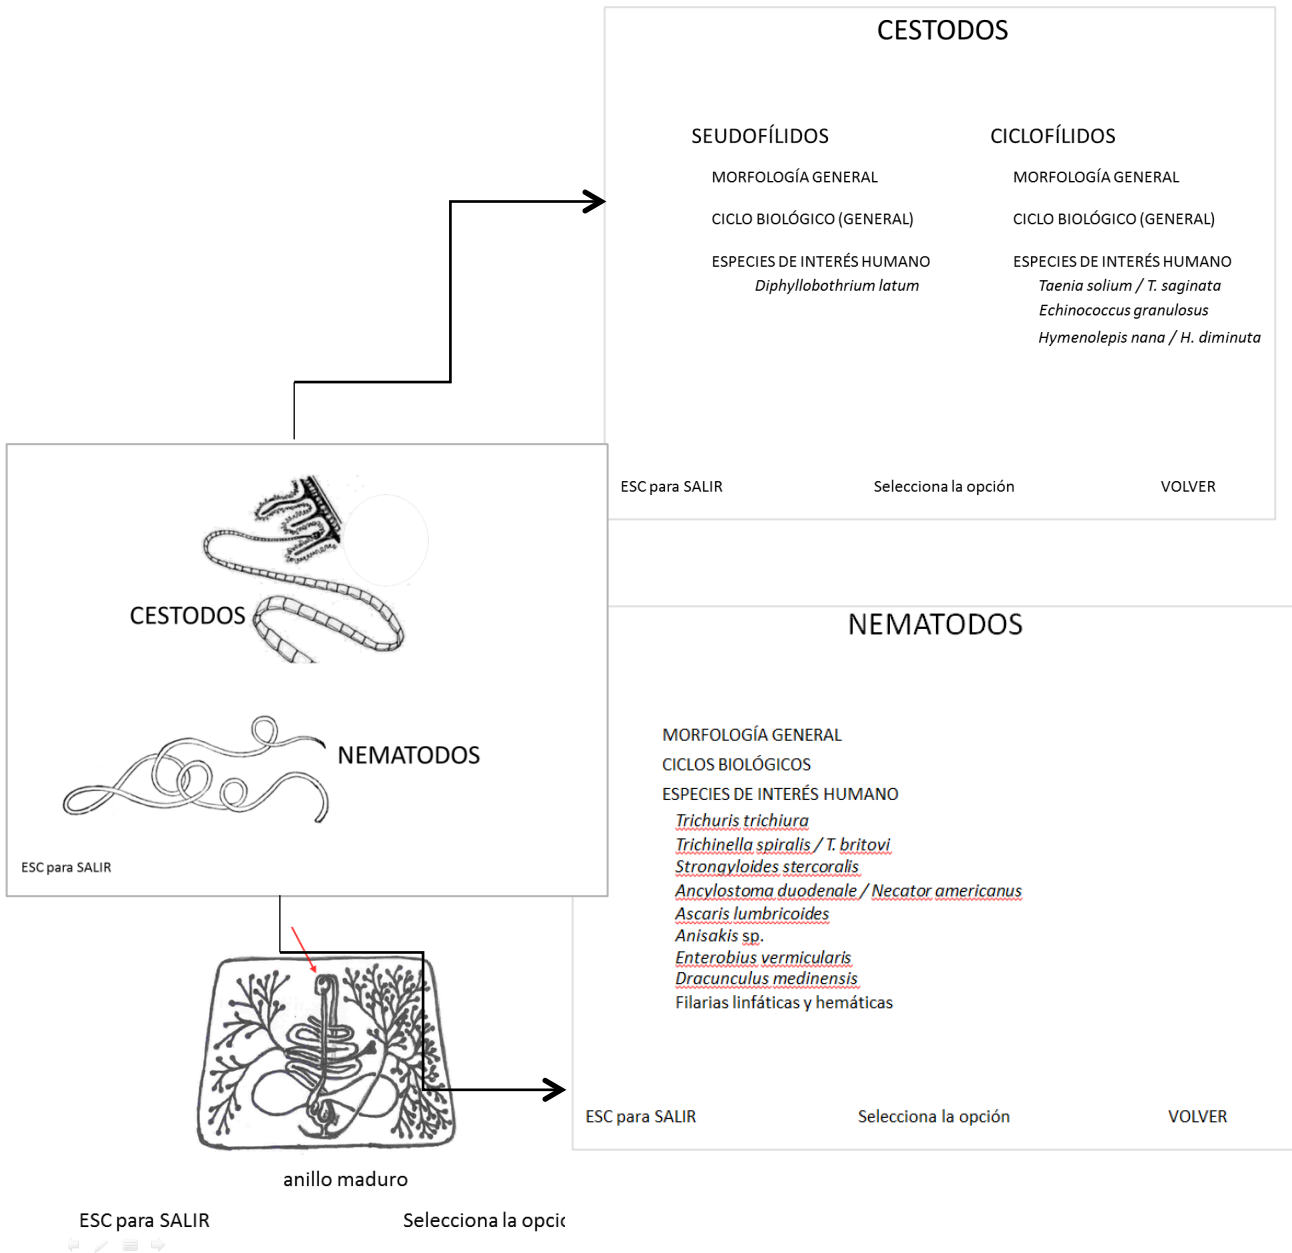 CESTODOS
SEUDOFÍLIDOS
MORFOLOGÍA GENERAL
CICLO BIOLÓGICO (GENERAL)
ESPECIES DE INTERÉS HUMANO
Diphyllobothrium latum
CICLOFÍLIDOS
MORFOLOGÍA GENERAL
CICLO BIOLÓGICO (GENERAL)
ESPECIES DE INTERÉS HUMANO
Taenia solium / T. saginata
Echinococcus granulosus
Hymenolepis nana / H. diminuta
ESC para SALIR
Selecciona la opción
VOLVER
CESTODOS
NEMATODOS
ESC para SALIR
NEMATODOS
MORFOLOGÍA GENERAL
CICLOS BIOLÓGICOS
ESPECIES DE INTERÉS HUMANO
Trichuris trichiura
Trichinella spiralis / T. britovi
Strongyloides stercoralis
Ancylostoma duodenale / Necator americanus
Ascaris lumbricoides
Anisakis sp.
Enterobius vermicularis
Dracunculus medinensis
Filarias linfáticas y hemáticas
ESC para SALIR
Selecciona la opción
VOLVER
anillo maduro
ESC para SALIR
Selecciona la opcic